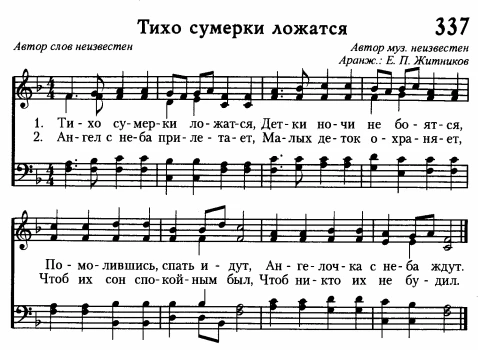 Тихо сумерки ложатся 337
Автор слов неизвестен
Автор муз. неизвестен
Аранж.: Е. П. Житников
1. Ти-хо су-мер-ки ло-жат-ся, Дет-ки но-чи не бо-ят-ся,
2. Ан-гел с не-ба при-ле-та-ет, Ма-лых де-ток о-хра-ня-ет,
По-мо-лившись, спать и-дут, Ан-ге-лоч-ка с не-ба ждут.
Чтоб их сон спо-кой-ным был, Чтоб ни-кто их не бу-дил.